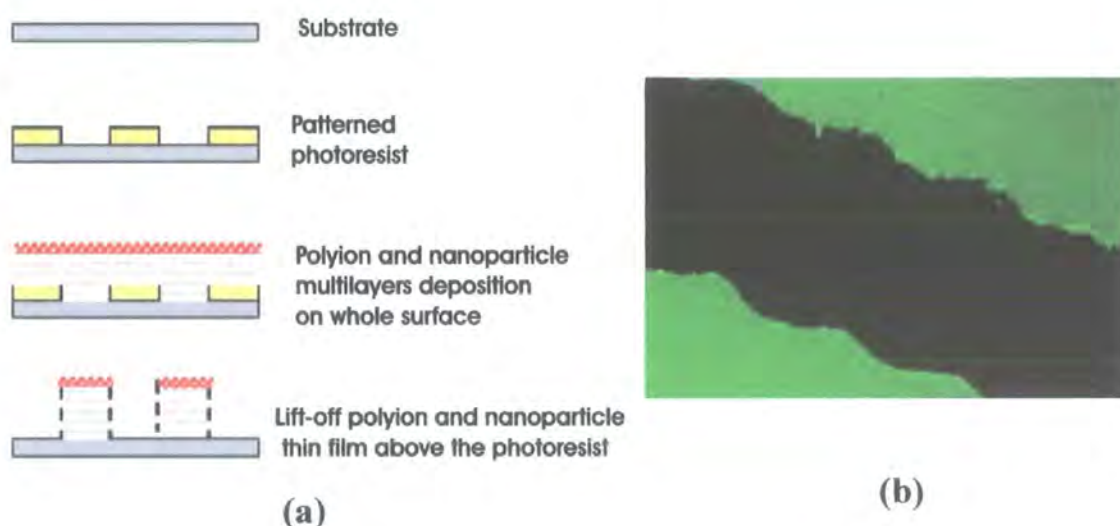 Substrate
Patterned
photoresist
Polyion and nanoparticle
multilayers deposition
on whole surface
Lift-off polyion and nanoparticle
thin film above the photoresist
(a)
(b)